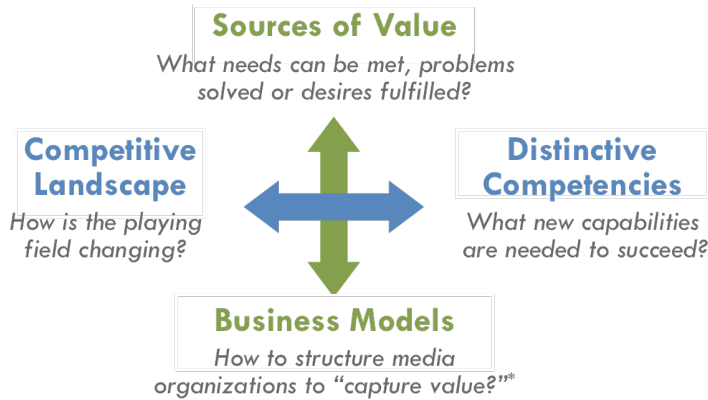 Sources of Value
What needs can be met, problems
solved or desires fulfilled?
Competitive
Landscape
How is the playing
field changing?
Distinctive
Competencies
What new capabilities
are needed to succeed?
Business Models
How to structure media
organizations to “capture value?”*